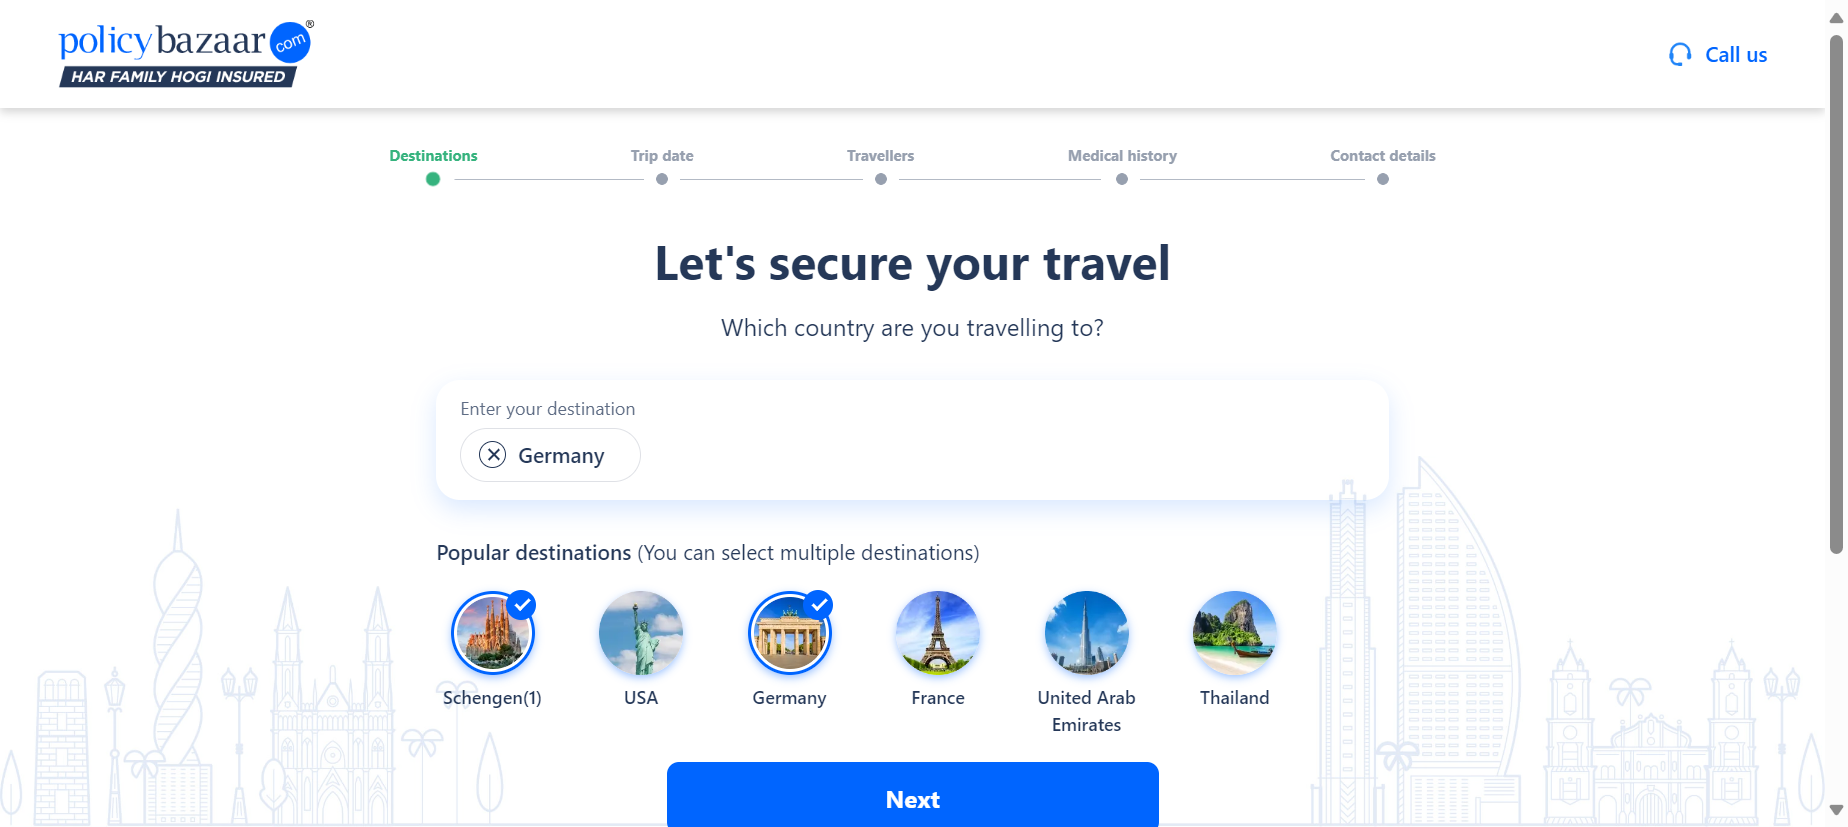 policybazaar com ®
HAR FAMILY HOGI INSURED
Call us
Destinations
Trip date
Travellers
Medical history
Contact details
Let's secure your travel
Which country are you travelling to?
Enter your destination
Germany
Popular destinations (You can select multiple destinations)
Schengen(1)
USA
Germany
France
United Arab
Emirates
Thailand
Next